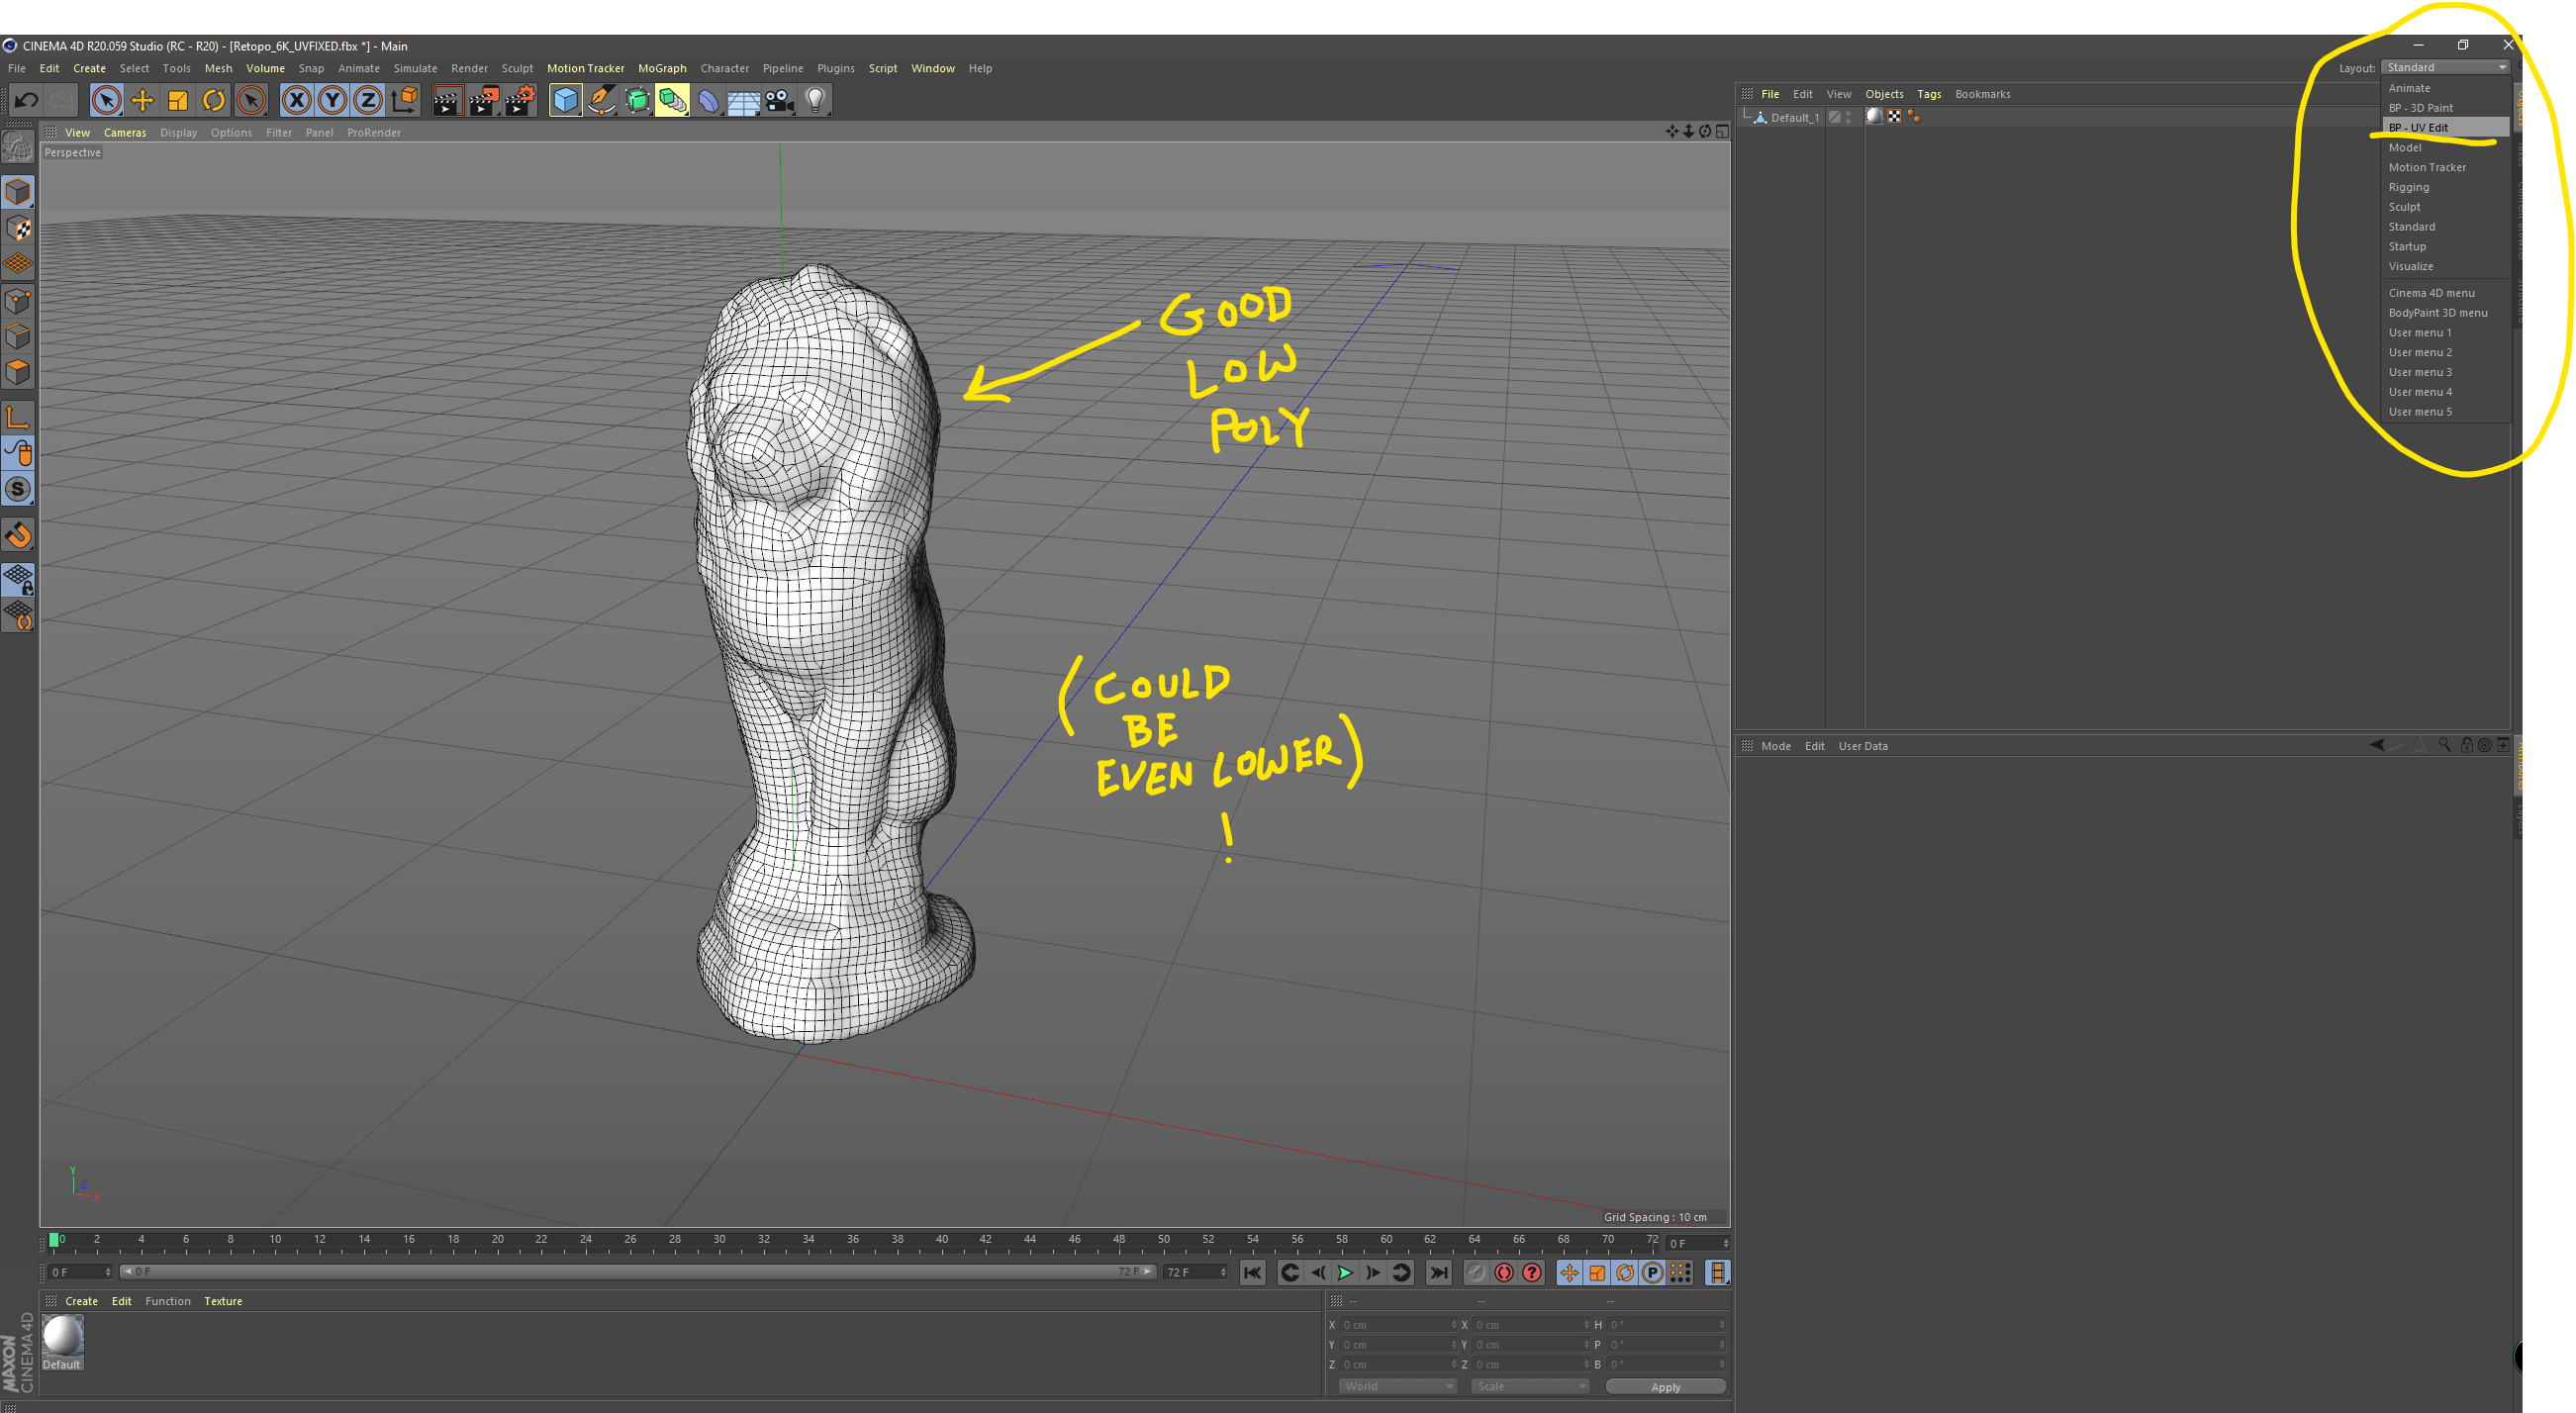 CINEMA 4D R20.059 Studio (RC - R20) - [Retopo_6K_UVFIXED.fbx *] - Main
File Edit Create Select Tools Mesh Volume Snap Animate Simulate Render Sculpt Motion Tracker MoGraph Character Pipeline Plugins Script Window Help
Layout: Standard
Animate
BP - 3D Paint
BP - UV Edit
Model
Motion Tracker
Rigging
Sculpt
Standard
Startup
Visualize
Cinema 4D menu
BodyPaint 3D menu
User menu 1
User menu 2
User menu 3
User menu 4
User menu 5
X Y Z
File Edit View Objects Tags Bookmarks
Default_1
View Cameras Display Options Filter Panel ProRender
Perspective
S
GOOD
LOW
POLY
(COULD
BE
EVEN LOWER)
!
Mode Edit User Data
Y
Z
X
Grid Spacing : 10 cm
0 2 4 6 8 10 12 14 16 18 20 22 24 26 28 30 32 34 36 38 40 42 44 46 48 50 52 54 56 58 60 62 64 66 68 70 72 0 F
0 F 0 F 72 F 72 F
? P
Create Edit Function Texture
Default
-- -- --
X 0 cm X 0 cm H 0 °
Y 0 cm Y 0 cm P 0 °
Z 0 cm Z 0 cm B 0 °
World Scale Apply
MAXON
CINEMA 4D